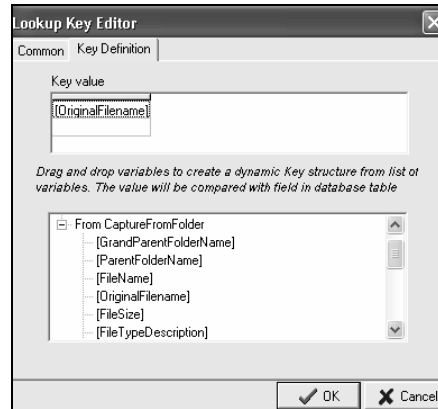 Lookup Key Editor
Common Key Definition
Key value
[OriginalFilename]
Drag and drop variables to create a dynamic Key structure from list of
variables. The value will be compared with field in database table
From CaptureFromFolder
[GrandParentFolderName]
[ParentFolderName]
[FileName]
[OriginalFilename]
[FileSize]
[FileTypeDescription]
OK Cancel